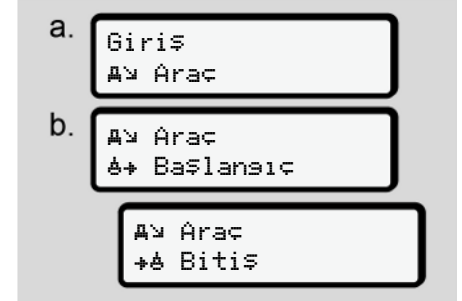 a.
Giriş
Araç
b.
Araç
Başlangıç
Araç
Bitiş